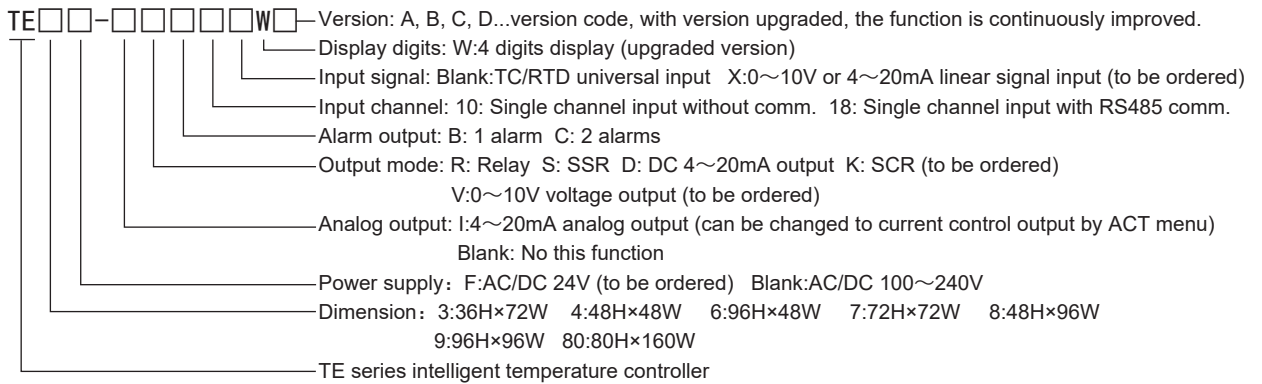 TE□□-□□□□□W□ Version: A, B, C, D...version code, with version upgraded, the function is continuously improved.
Display digits: W:4 digits display (upgraded version)
Input signal: Blank:TC/RTD universal input X:0～10V or 4～20mA linear signal input (to be ordered)
Input channel: 10: Single channel input without comm. 18: Single channel input with RS485 comm.
Alarm output: B: 1 alarm C: 2 alarms
Output mode: R: Relay S: SSR D: DC 4～20mA output K: SCR (to be ordered)
V:0～10V voltage output (to be ordered)
Analog output: I:4～20mA analog output (can be changed to current control output by ACT menu)
Blank: No this function
Power supply：F:AC/DC 24V (to be ordered) Blank:AC/DC 100～240V
Dimension：3:36H×72W 4:48H×48W 6:96H×48W 7:72H×72W 8:48H×96W
9:96H×96W 80:80H×160W
TE series intelligent temperature controller